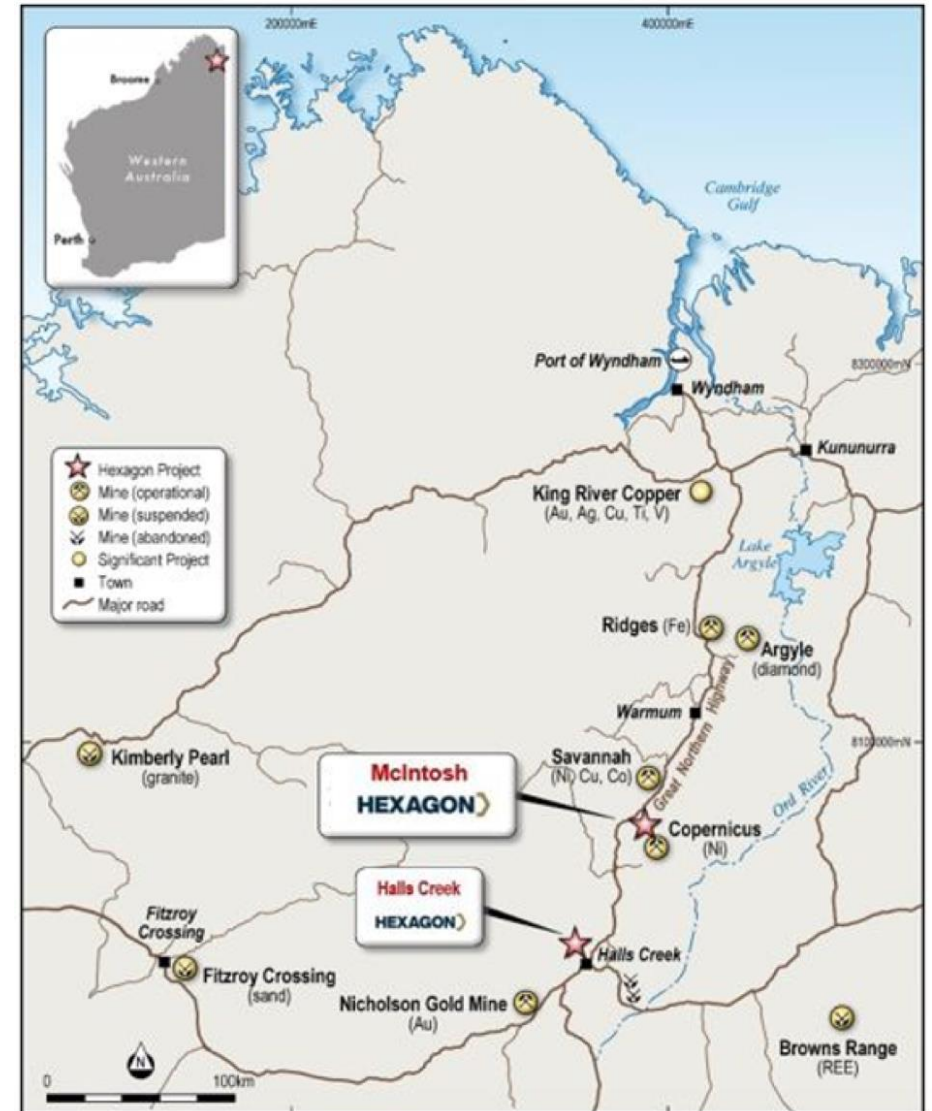 200000mE
400000mE
Broome
Western
Australia
Perth
Cambridge
Gulf
Port of Wyndham
8300000mN
Wyndham
Kununurra
Hexagon Project
Mine (operational)
Mine (suspended)
Mine (abandoned)
Significant Project
Town
Major road
King River Copper
(Au, Ag, Cu, Ti, V)
Lake
Argyle
Ridges (Fe)
Argyle
(diamond)
Warmum
Great Northern Highway
8100000mN
Kimberly Pearl
(granite)
Savannah
(Ni Cu, Co)
McIntosh
HEXAGON
Ord River
Copernicus
(Ni)
Halls Creek
HEXAGON
Fitzroy
Crossing
Halls Creek
Fitzroy Crossing
(sand)
Nicholson Gold Mine
(Au)
Browns Range
(REE)
N
0
100km